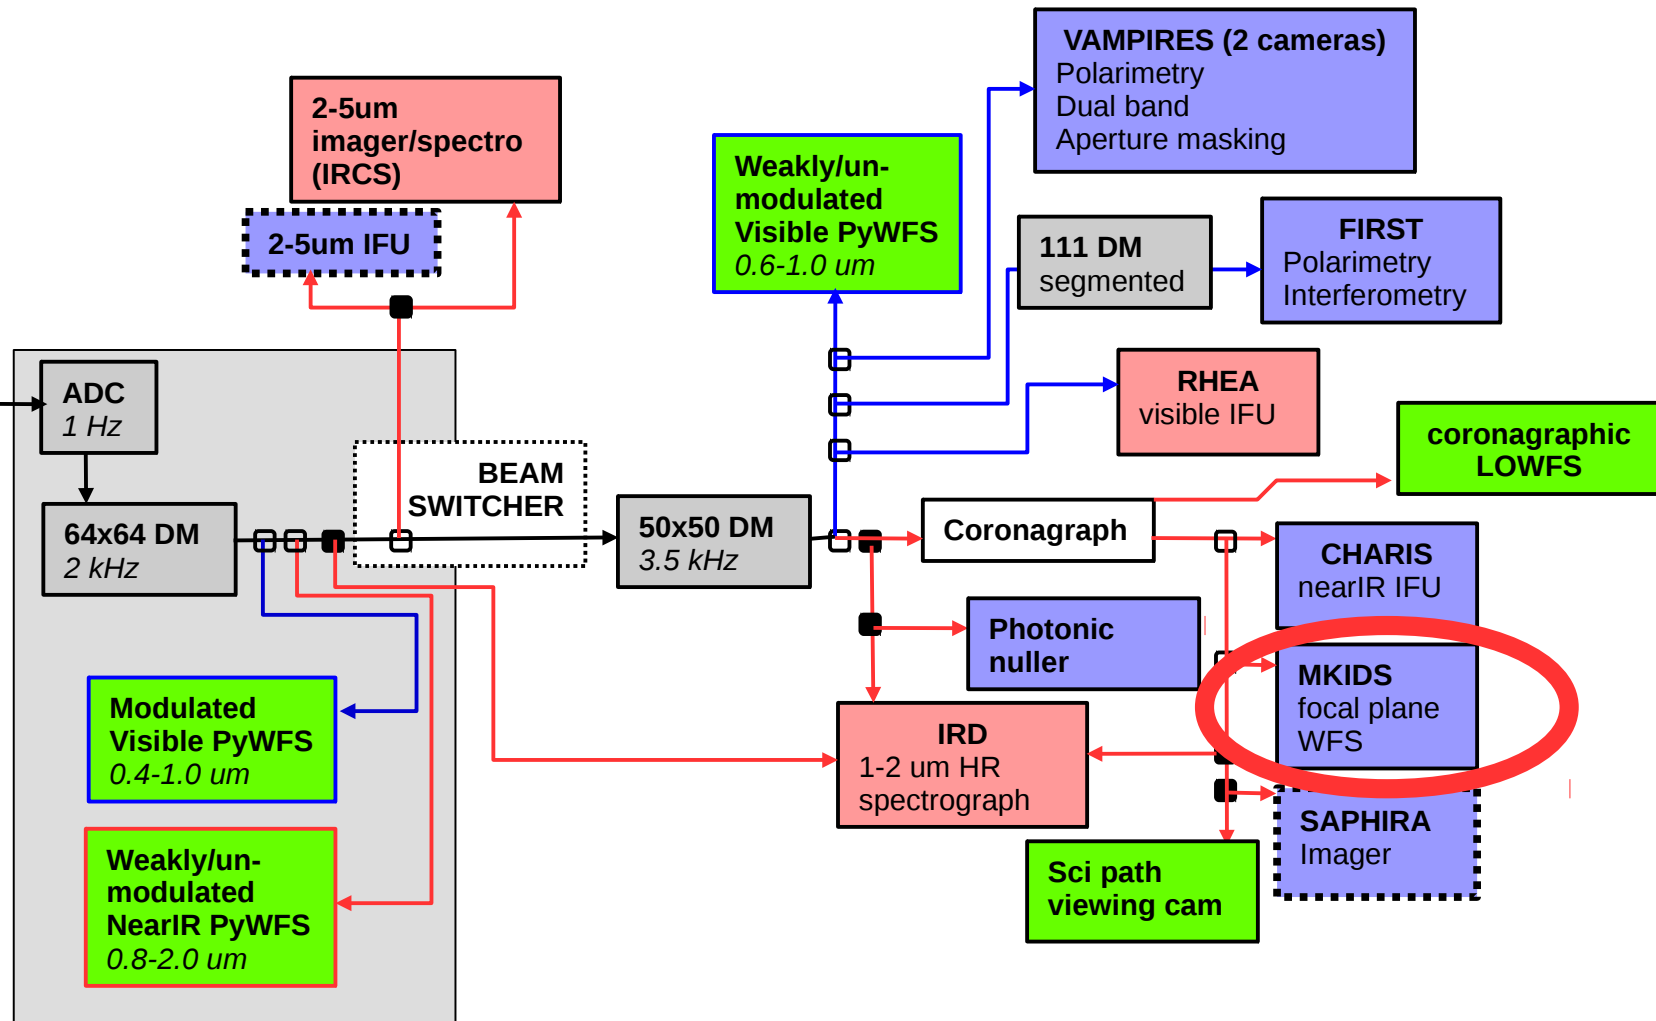 VAMPIRES (2 cameras)
Polarimetry
Dual band
Aperture masking
2-5um
imager/spectro
(IRCS)
2-5um IFU
Weakly/un-
modulated
Visible PyWFS
0.6-1.0 um
111 DM
segmented
FIRST
Polarimetry
Interferometry
ADC
1 Hz
RHEA
visible IFU
coronagraphic
LOWFS
BEAM
SWITCHER
64x64 DM
2 kHz
50x50 DM
3.5 kHz
Coronagraph
CHARIS
nearIR IFU
Photonic
nuller
MKIDS
focal plane
WFS
Modulated
Visible PyWFS
0.4-1.0 um
IRD
1-2 um HR
spectrograph
SAPHIRA
Imager
Weakly/un-
modulated
NearIR PyWFS
0.8-2.0 um
Sci path
viewing cam